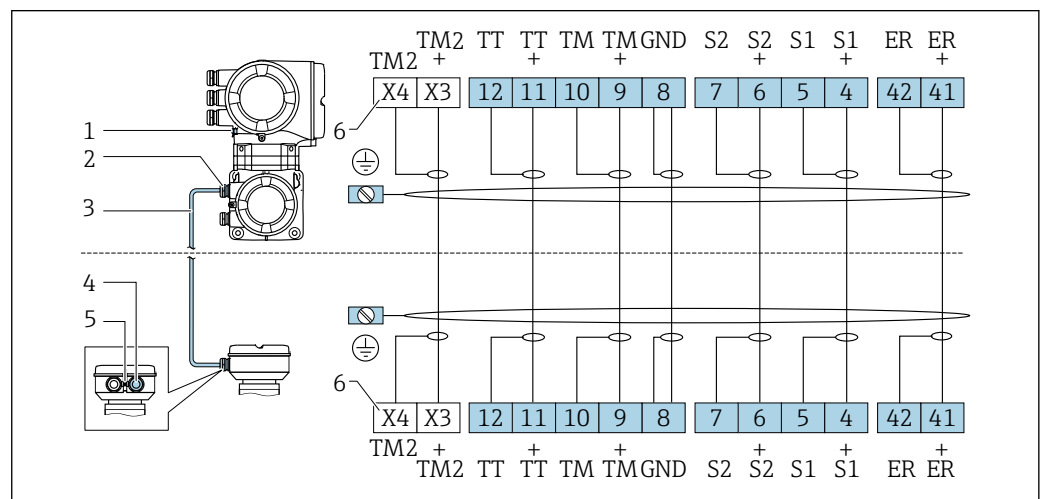 TM2 TT TT TM TM GND S2 S2 S1 S1 ER ER
TM2 + + + + + +
X4 X3 12 11 10 9 8 7 6 5 4 42 41
6
1
2
3
4
5
6
X4 X3 12 11 10 9 8 7 6 5 4 42 41
TM2 + + + + + +
TM2 TT TT TM TM GND S2 S2 S1 S1 ER ER